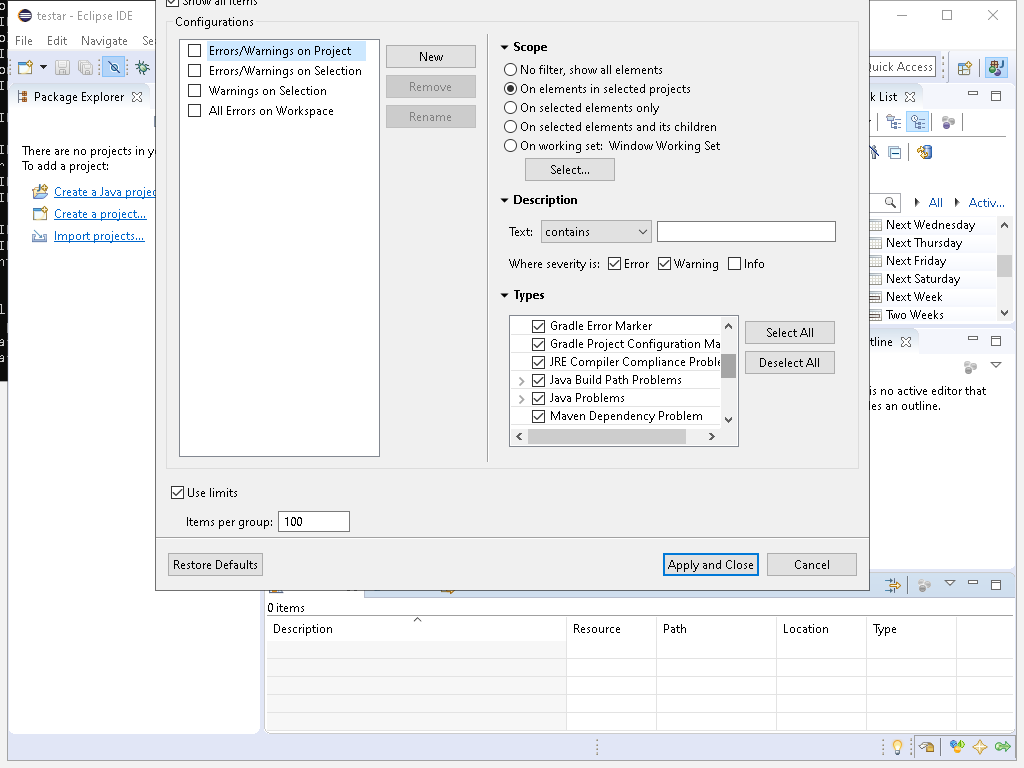 testar - Eclipse IDE
Show all items
File Edit Navigate Se
Configurations
Errors/Warnings on Project
Errors/Warnings on Selection
Warnings on Selection
All Errors on Workspace
New
Remove
Rename
Scope
No filter, show all elements
On elements in selected projects
On selected elements only
On selected elements and its children
On working set: Window Working Set
Select...
Description
Text: contains
Where severity is: Error Warning Info
Types
Gradle Error Marker
Gradle Project Configuration Ma
JRE Compiler Compliance Proble
Java Build Path Problems
Java Problems
Maven Dependency Problem
Select All
Deselect All
Use limits
Items per group: 100
Restore Defaults
Apply and Close
Cancel
Package Explorer
There are no projects in y
To add a project:
Create a Java projec
Create a project...
Import projects...
Quick Access
k List
All Activ...
Next Wednesday
Next Thursday
Next Friday
Next Saturday
Next Week
Two Weeks
tline
is no active editor that
les an outline.
0 items
Description Resource Path Location Type